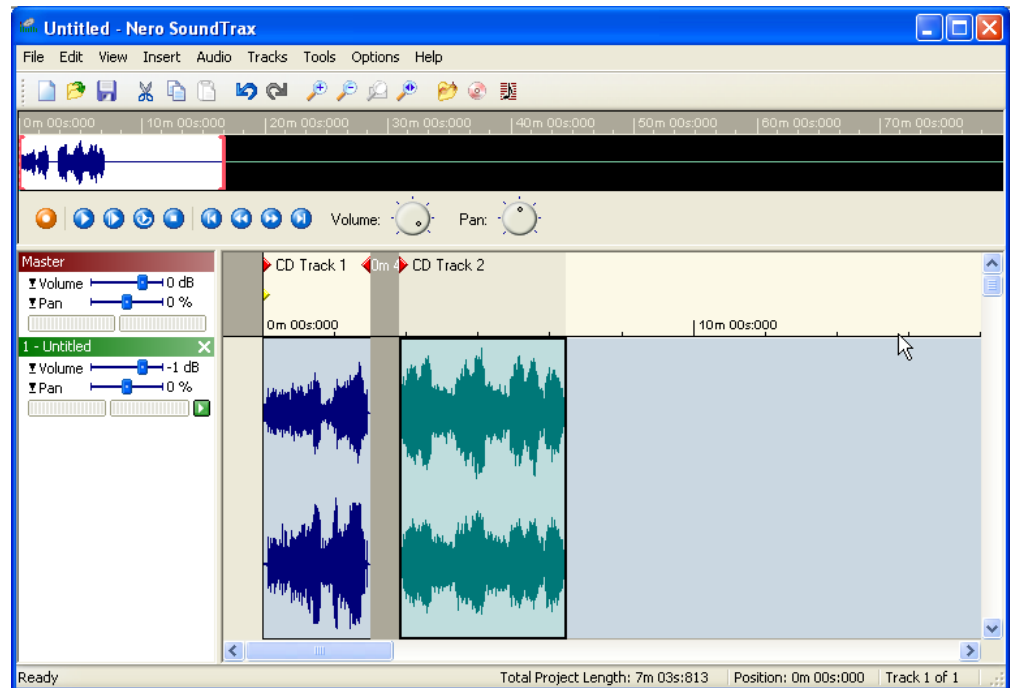 Untitled - Nero SoundTrax
File Edit View Insert Audio Tracks Tools Options Help
0m 00s:000 10m 00s:000 20m 00s:000 30m 00s:000 40m 00s:000 50m 00s:000 60m 00s:000 70m 00s:000
Volume: Pan:
Master
CD Track 1 0m 4 CD Track 2
Volume 0 dB
Pan 0 %
0m 00s:000 10m 00s:000
1 - Untitled
Volume -1 dB
Pan 0 %
Ready Total Project Length: 7m 03s:813 Position: 0m 00s:000 Track 1 of 1